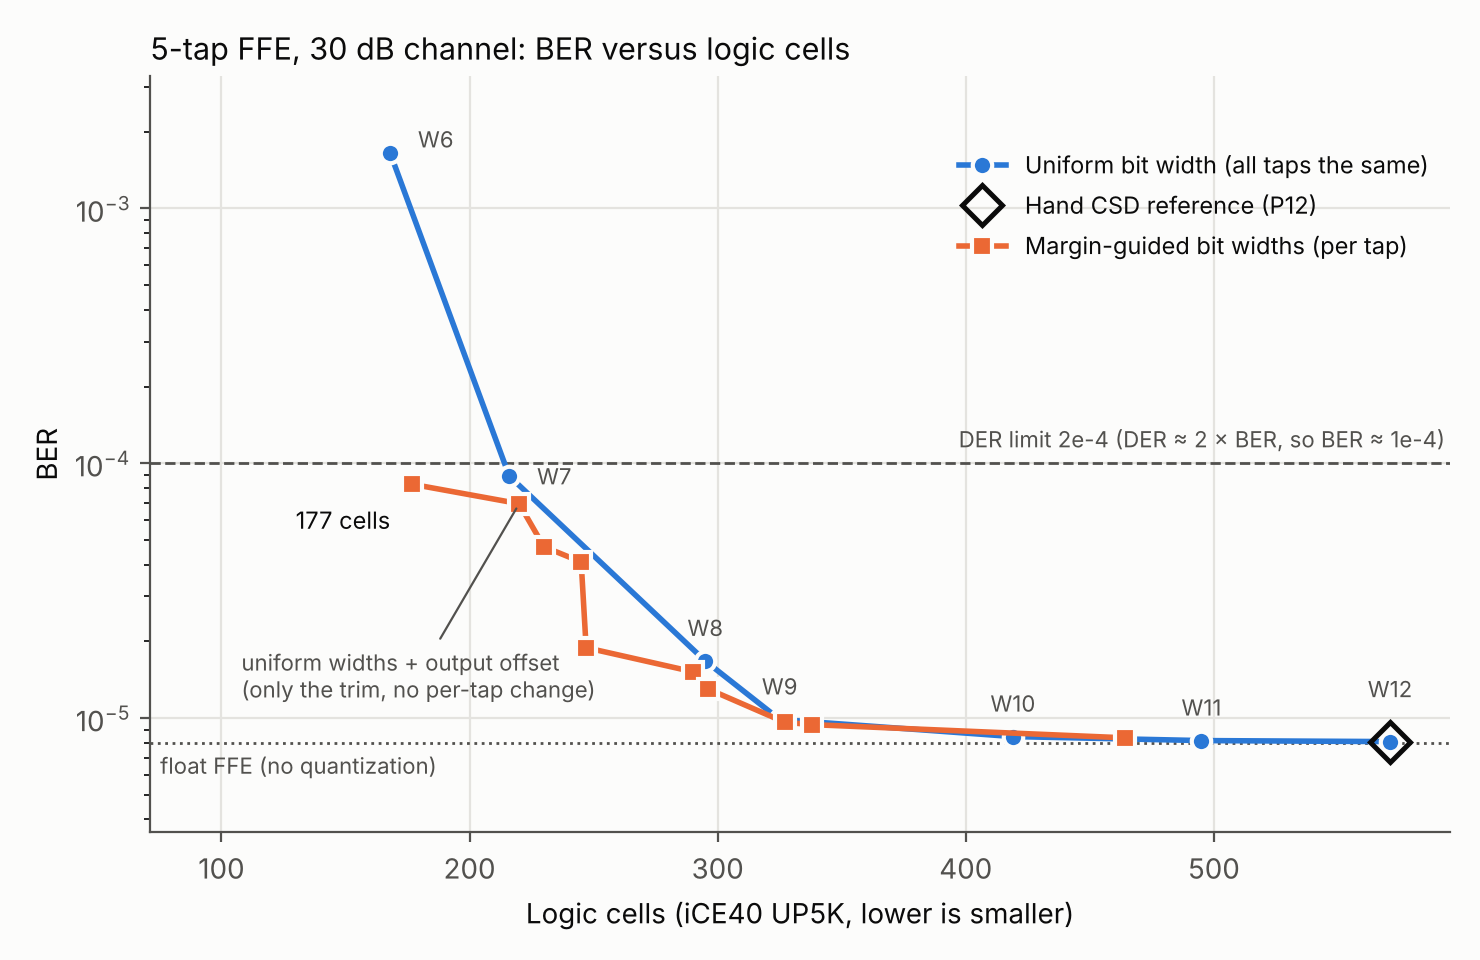 5-tap FFE, 30 dB channel: BER versus logic cells
W6
Uniform bit width (all taps the same)
Hand CSD reference (P12)
Margin-guided bit widths (per tap)
10⁻³
DER limit 2e-4 (DER ≈ 2 × BER, so BER ≈ 1e-4)
BER
10⁻⁴
W7
177 cells
W8
uniform widths + output offset
(only the trim, no per-tap change)
W9
W10
W11
W12
10⁻⁵
float FFE (no quantization)
100 200 300 400 500
Logic cells (iCE40 UP5K, lower is smaller)